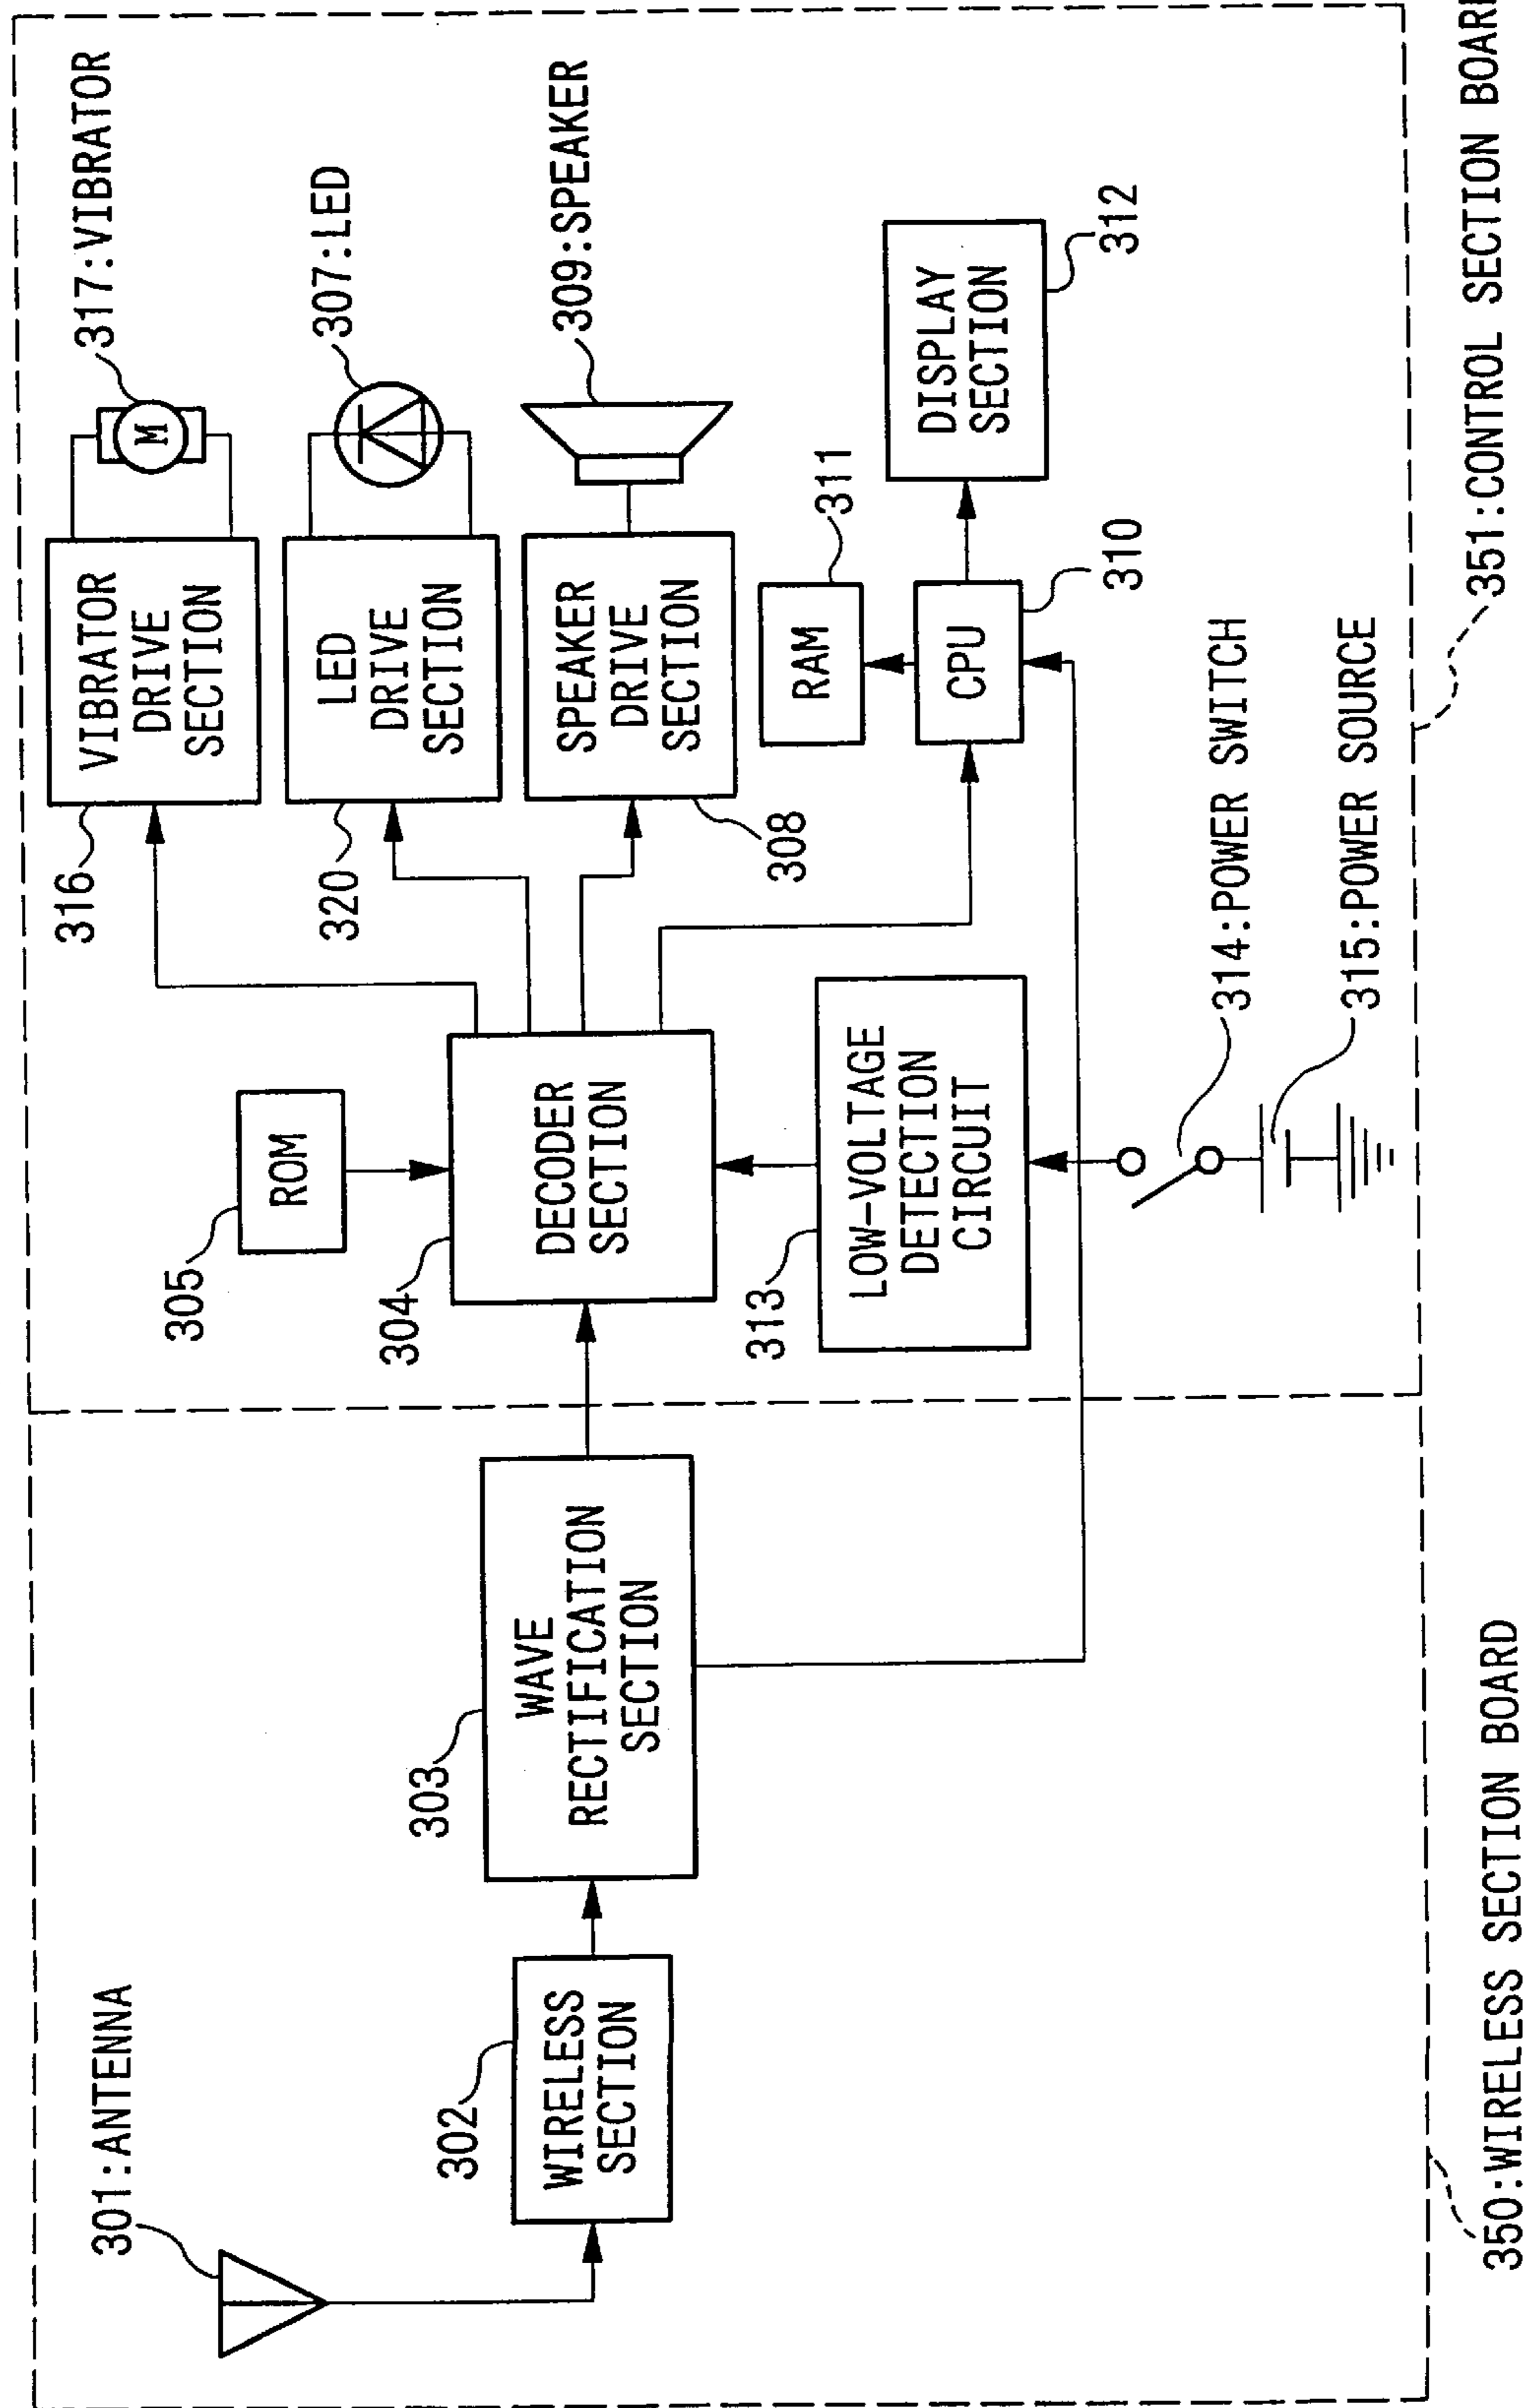 301:ANTENNA
302
WIRELESS
SECTION
303
WAVE
RECTIFICATION
SECTION
350:WIRELESS SECTION BOARD
305
ROM
304
DECODER
SECTION
313
LOW-VOLTAGE
DETECTION
CIRCUIT
314:POWER SWITCH
315:POWER SOURCE
316
VIBRATOR
DRIVE
SECTION
317:VIBRATOR
M
320
LED
DRIVE
SECTION
307:LED
308
SPEAKER
DRIVE
SECTION
309:SPEAKER
RAM
311
CPU
310
DISPLAY
SECTION
312
351:CONTROL SECTION BOARD